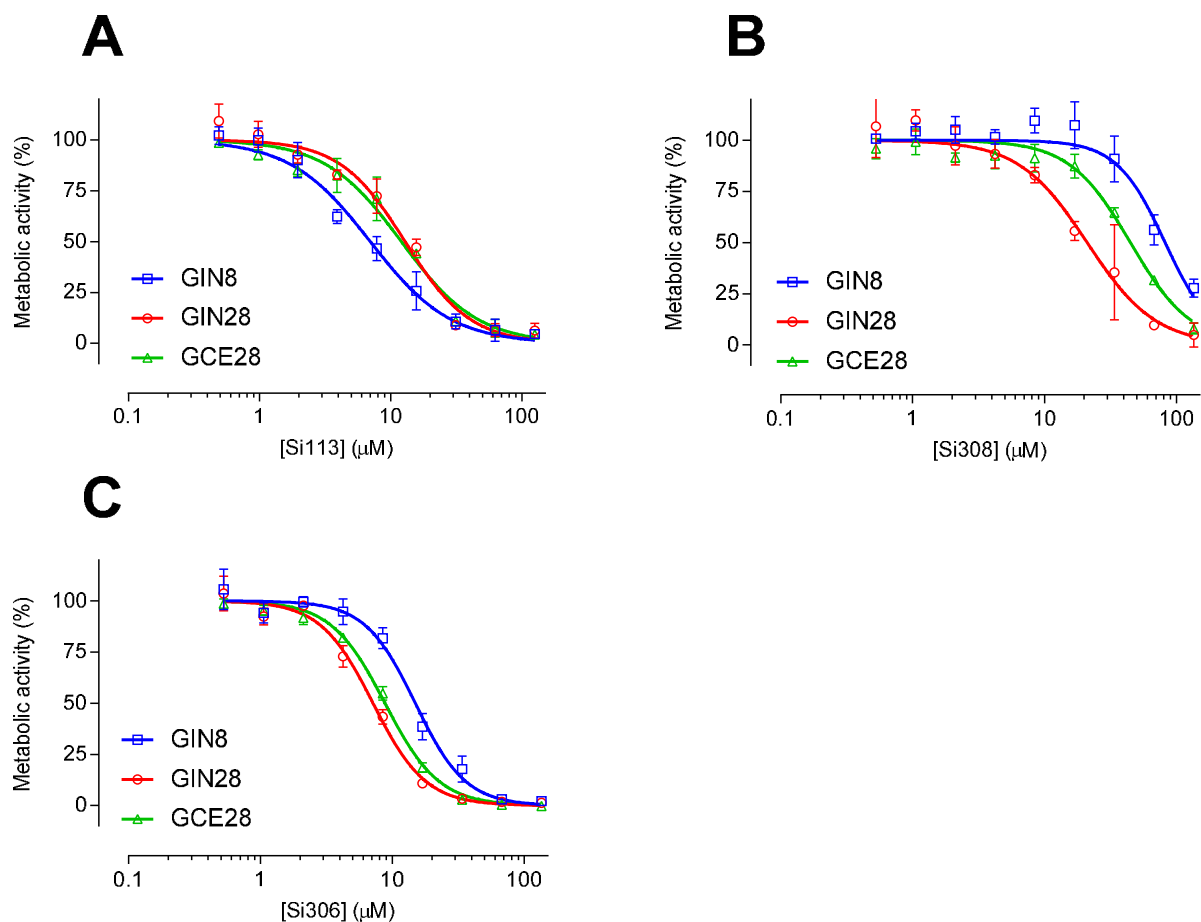 A
Metabolic activity (%)
100
75
50
25
0
GIN8
GIN28
GCE28
0.1 1 10 100
[Si113] (μM)
B
Metabolic activity (%)
100
75
50
25
0
GIN8
GIN28
GCE28
0.1 1 10 100
[Si308] (μM)
C
Metabolic activity (%)
100
75
50
25
0
GIN8
GIN28
GCE28
0.1 1 10 100
[Si306] (μM)